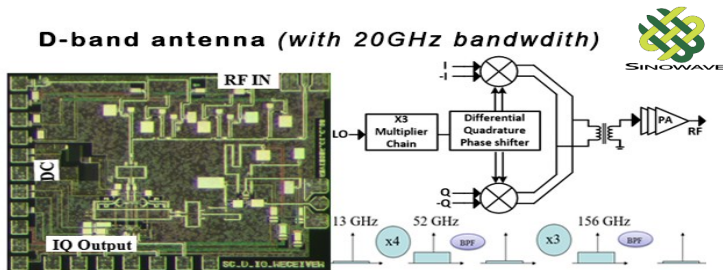 D-band antenna (with 20GHz bandwdith)
SINOWAVE
RF IN
DC
IQ Output
SC_D_IQ_RECEIVER
I
-I
LO
X3
Multiplier
Chain
Differential
Quadrature
Phase shifter
PA
RF
Q
-Q
13 GHz
x4
52 GHz
BPF
x3
156 GHz
BPF